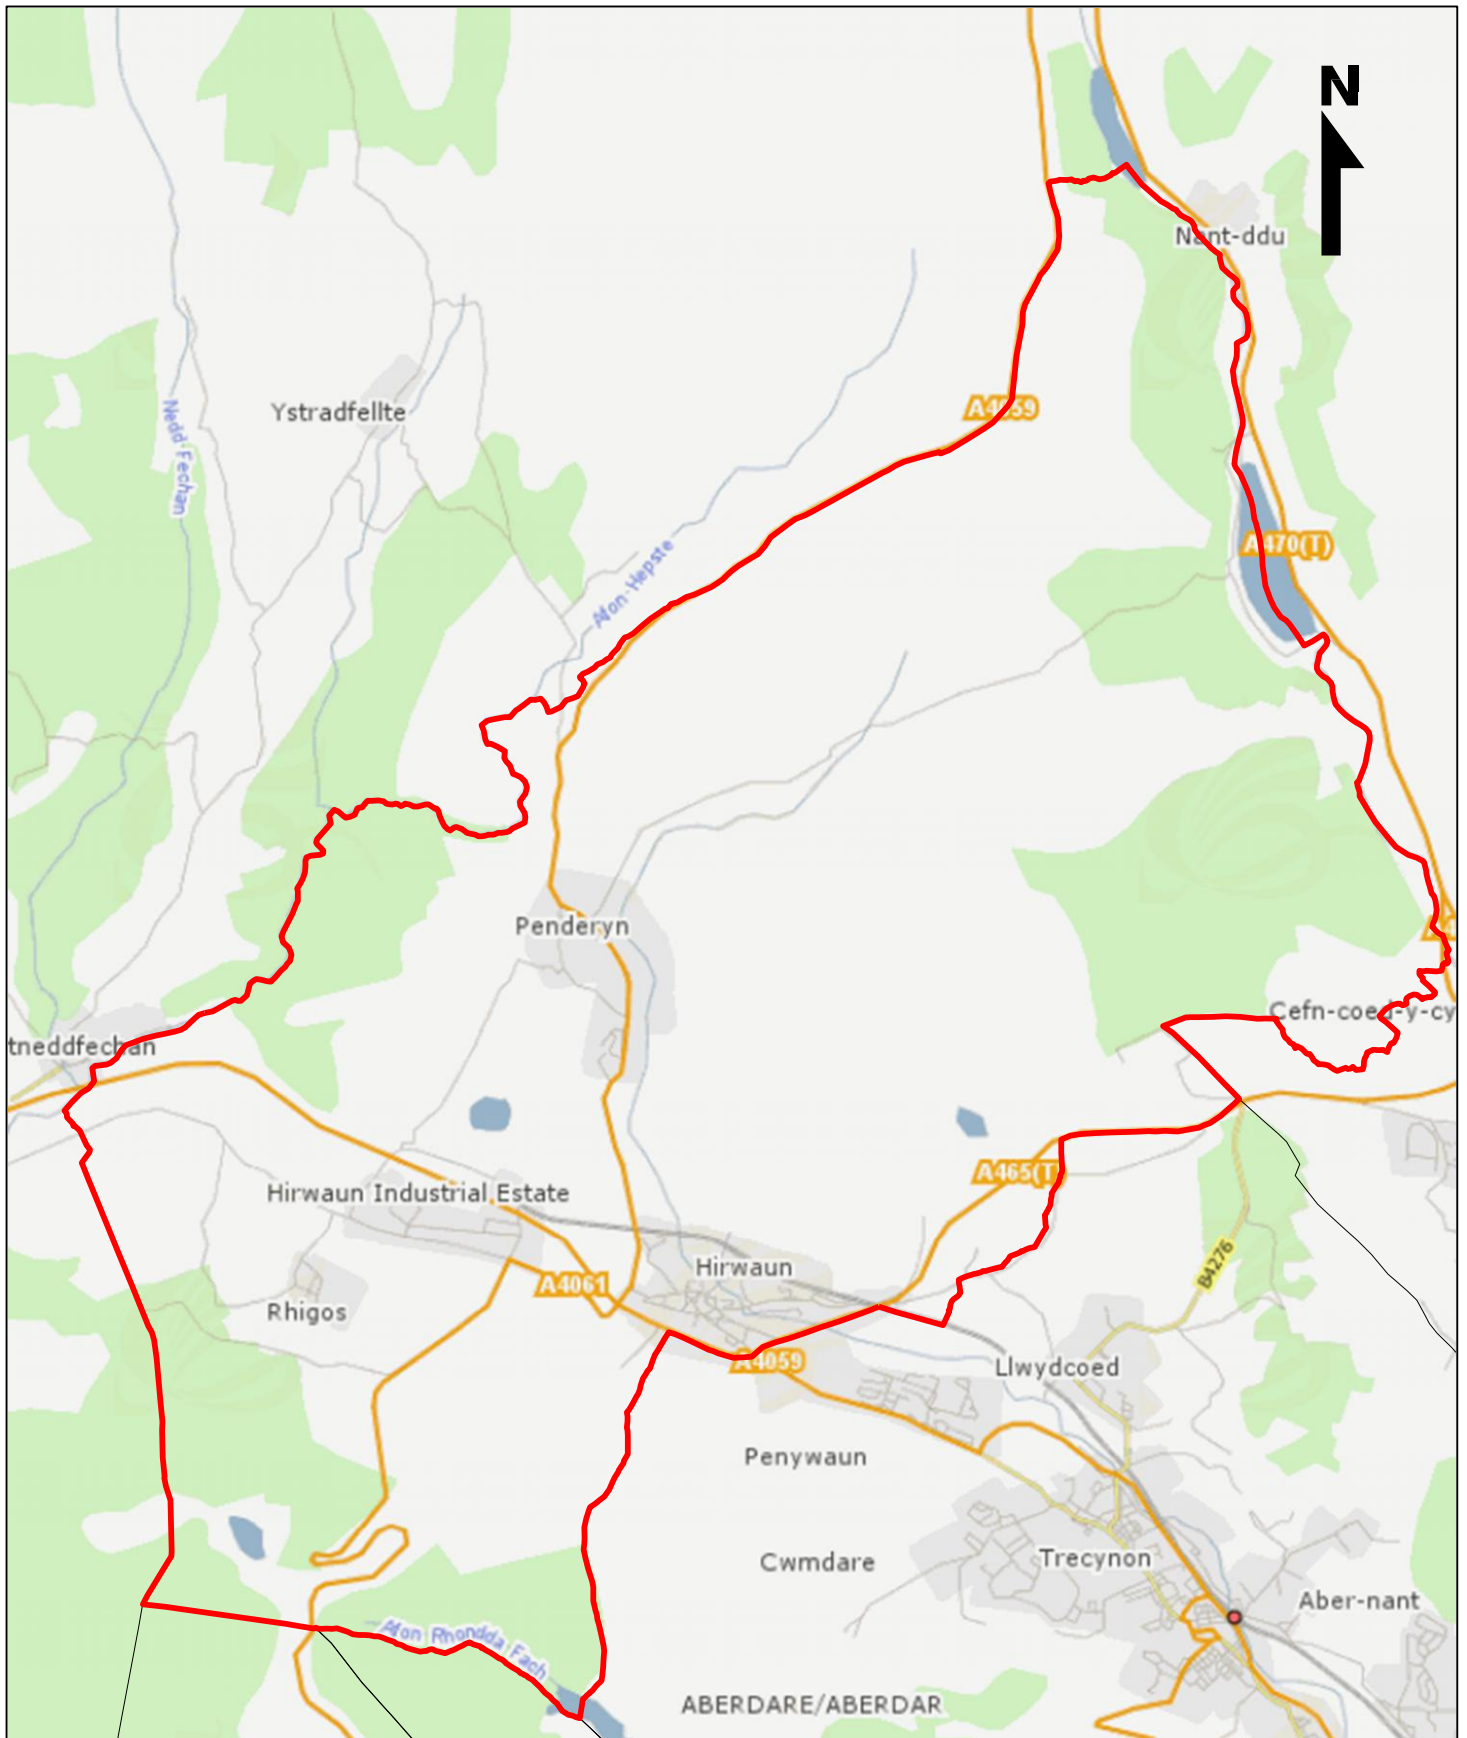 N
Nant-ddu
Ystradfellte
A4059
Nedd Fechan
A470(T)
Afon Hepste
Penderyn
Cefn-coed-y-cy
tneddfechan
A465(T)
Hirwaun Industrial Estate
Hirwaun
B4276
A4061
Rhigos
A4059
Llwydcoed
Penywaun
Cwmdare
Trecynon
Aber-nant
Afon Rhondda Fach
ABERDARE/ABERDAR